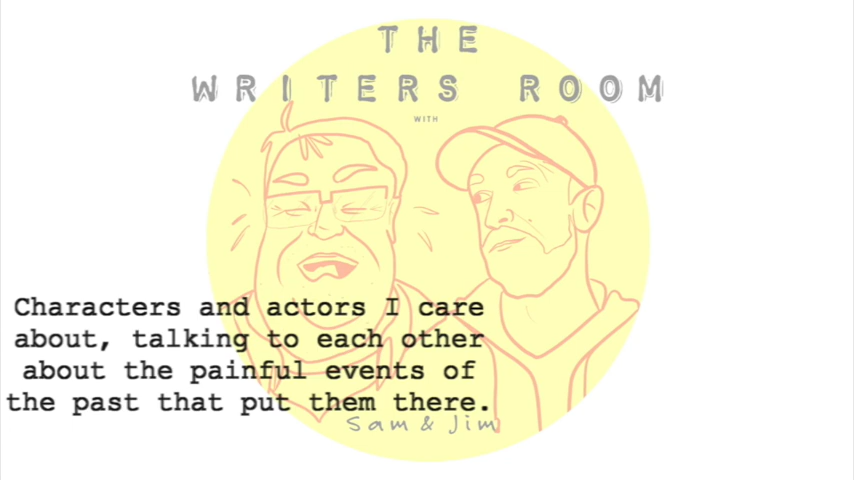 THE
WRITERS ROOM
WITH
Characters and actors I care
about, talking to each other
about the painful events of
the past that put them there.
Sam & Jim